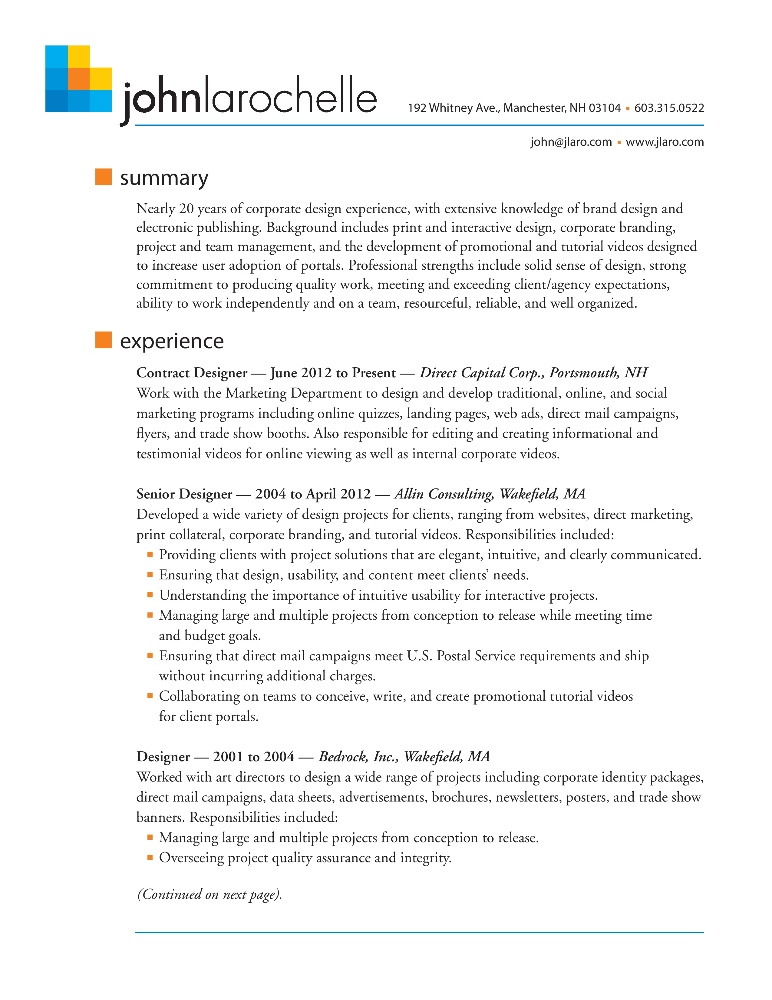 johnlarochelle
192 Whitney Ave., Manchester, NH 03104 ▪ 603.315.0522
john@jlaro.com ▪ www.jlaro.com
summary
Nearly 20 years of corporate design experience, with extensive knowledge of brand design and
electronic publishing. Background includes print and interactive design, corporate branding,
project and team management, and the development of promotional and tutorial videos designed
to increase user adoption of portals. Professional strengths include solid sense of design, strong
commitment to producing quality work, meeting and exceeding client/agency expectations,
ability to work independently and on a team, resourceful, reliable, and well organized.
experience
Contract Designer — June 2012 to Present — Direct Capital Corp., Portsmouth, NH
Work with the Marketing Department to design and develop traditional, online, and social
marketing programs including online quizzes, landing pages, web ads, direct mail campaigns,
flyers, and trade show booths. Also responsible for editing and creating informational and
testimonial videos for online viewing as well as internal corporate videos.
Senior Designer — 2004 to April 2012 — Allin Consulting, Wakefield, MA
Developed a wide variety of design projects for clients, ranging from websites, direct marketing,
print collateral, corporate branding, and tutorial videos. Responsibilities included:
▪ Providing clients with project solutions that are elegant, intuitive, and clearly communicated.
▪ Ensuring that design, usability, and content meet clients' needs.
▪ Understanding the importance of intuitive usability for interactive projects.
▪ Managing large and multiple projects from conception to release while meeting time
and budget goals.
▪ Ensuring that direct mail campaigns meet U.S. Postal Service requirements and ship
without incurring additional charges.
▪ Collaborating on teams to conceive, write, and create promotional tutorial videos
for client portals.
Designer — 2001 to 2004 — Bedrock, Inc., Wakefield, MA
Worked with art directors to design a wide range of projects including corporate identity packages,
direct mail campaigns, data sheets, advertisements, brochures, newsletters, posters, and trade show
banners. Responsibilities included:
▪ Managing large and multiple projects from conception to release.
▪ Overseeing project quality assurance and integrity.
(Continued on next page).